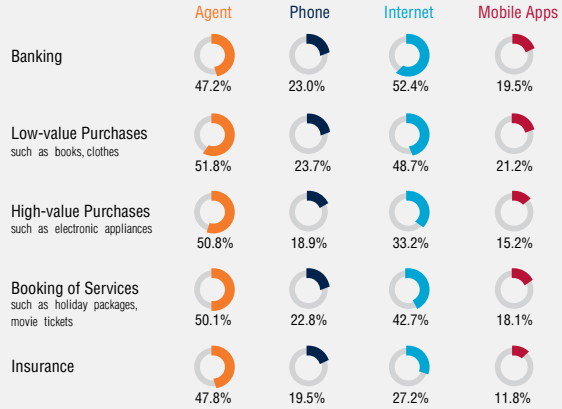 Agent Phone Internet Mobile Apps
Banking
47.2% 23.0% 52.4% 19.5%
Low-value Purchases
such as books, clothes
51.8% 23.7% 48.7% 21.2%
High-value Purchases
such as electronic appliances
50.8% 18.9% 33.2% 15.2%
Booking of Services
such as holiday packages,
movie tickets
50.1% 22.8% 42.7% 18.1%
Insurance
47.8% 19.5% 27.2% 11.8%